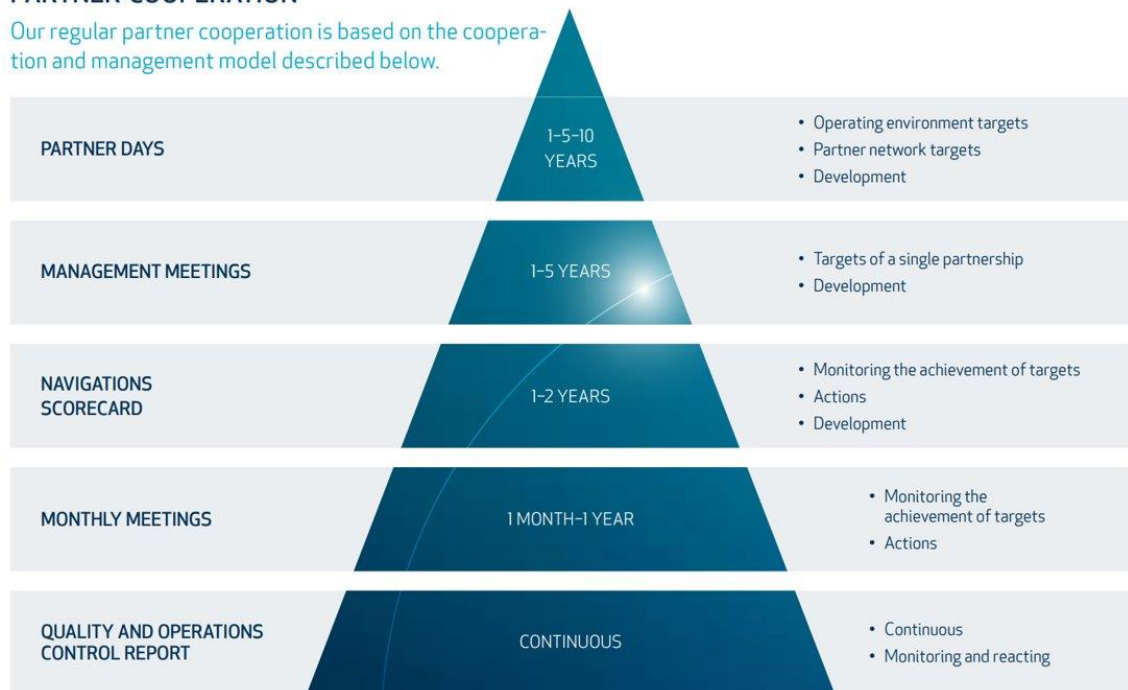 Our regular partner cooperation is based on the coopera-
tion and management model described below.
PARTNER DAYS
1–5–10
YEARS
• Operating environment targets
• Partner network targets
• Development
MANAGEMENT MEETINGS
1–5 YEARS
• Targets of a single partnership
• Development
NAVIGATIONS
SCORECARD
1–2 YEARS
• Monitoring the achievement of targets
• Actions
• Development
MONTHLY MEETINGS
1 MONTH–1 YEAR
• Monitoring the
achievement of targets
• Actions
QUALITY AND OPERATIONS
CONTROL REPORT
CONTINUOUS
• Continuous
• Monitoring and reacting